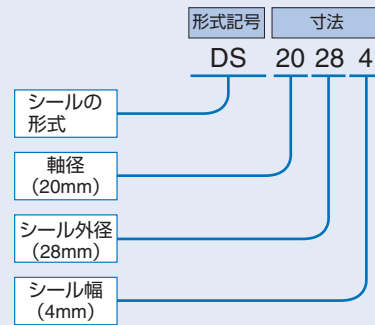 形式記号 寸法
DS 20 28 4
シールの
形式
軸径
(20mm)
シール外径
(28mm)
シール幅
(4mm)